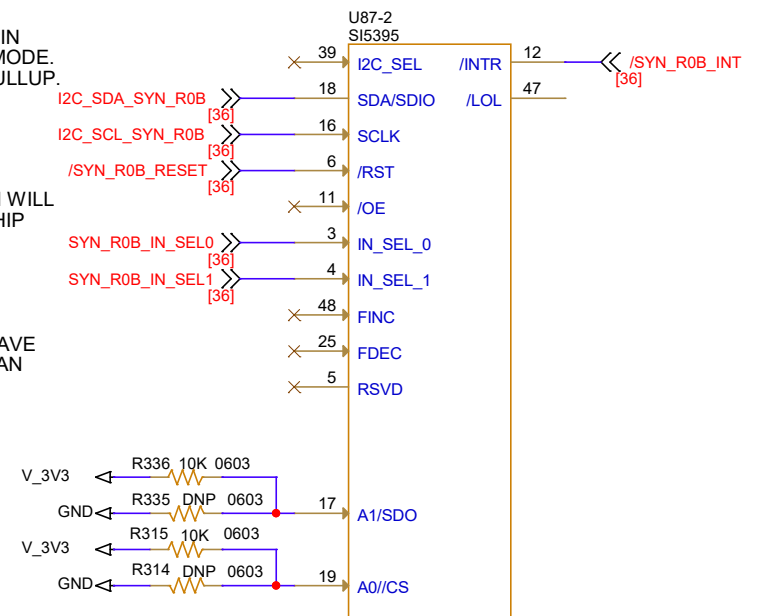 U87-2
SI5395
IN
MODE.
ULLUP.
39 I2C_SEL /INTR 12 /SYN_R0B_INT
[36]
I2C_SDA_SYN_R0B 18 SDA/SDIO /LOL 47
[36]
I2C_SCL_SYN_R0B 16 SCLK
[36]
/SYN_R0B_RESET 6 /RST
[36]
WILL
HIP
11 /OE
SYN_R0B_IN_SEL0 3 IN_SEL_0
[36]
SYN_R0B_IN_SEL1 4 IN_SEL_1
[36]
48 FINC
AVE
AN
25 FDEC
5 RSVD
V_3V3 R336 10K 0603
GND R335 DNP 0603 17 A1/SDO
V_3V3 R315 10K 0603
GND R314 DNP 0603 19 A0//CS